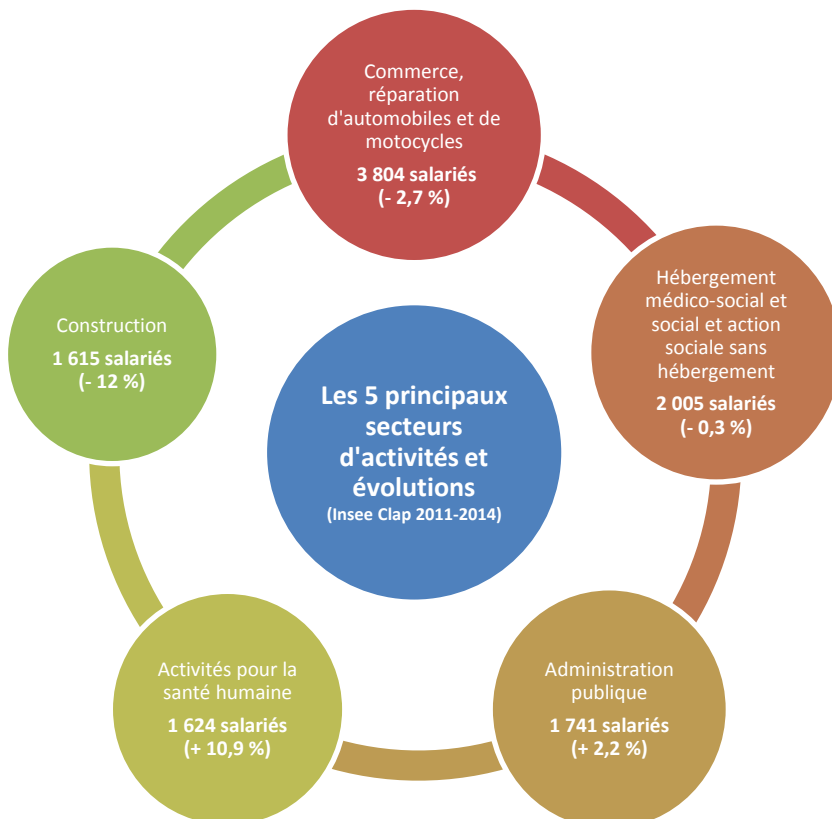 Commerce,
réparation
d'automobiles et de
motocycles
3 804 salariés
(- 2,7 %)
Hébergement
médico-social et
social et action
sociale sans
hébergement
2 005 salariés
(- 0,3 %)
Administration
publique
1 741 salariés
(+ 2,2 %)
Activités pour la
santé humaine
1 624 salariés
(+ 10,9 %)
Construction
1 615 salariés
(- 12 %)
Les 5 principaux
secteurs
d'activités et
évolutions
(Insee Clap 2011-2014)